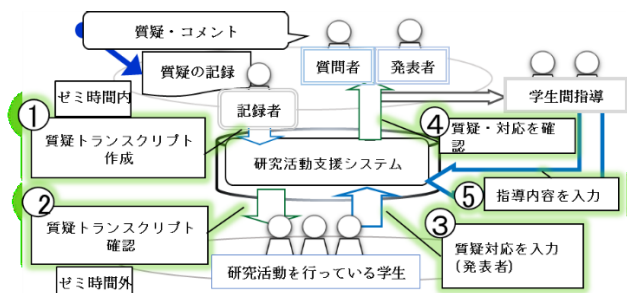 質疑・コメント
質疑の記録
質問者
発表者
ゼミ時間内
記録者
学生間指導
①
質疑トランスクリプト
作成
④
質疑・対応を確
認
研究活動支援システム
⑤
指導内容を入力
②
質疑トランスクリプト
確認
③
質疑対応を入力
(発表者)
研究活動を行っている学生
ゼミ時間外